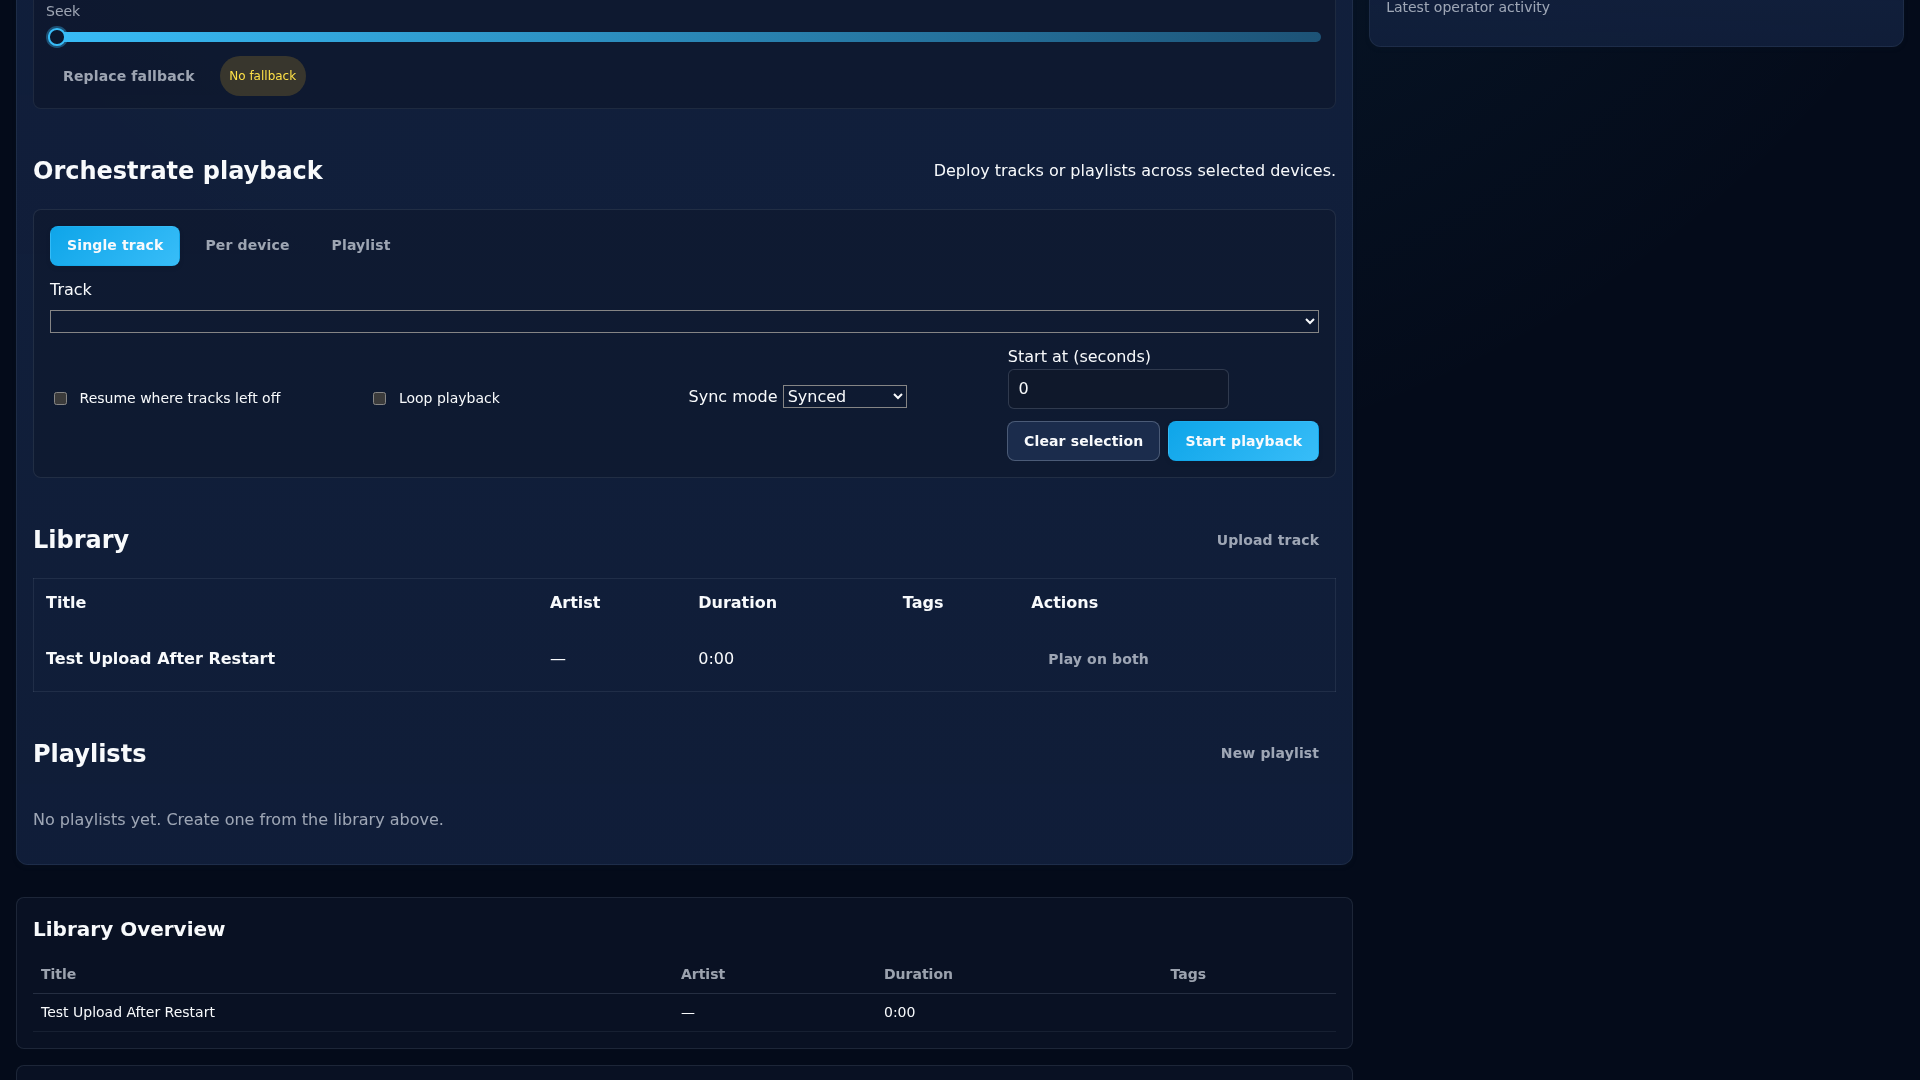 Seek
Latest operator activity
Replace fallback No fallback
Orchestrate playback
Deploy tracks or playlists across selected devices.
Single track Per device Playlist
Track
Start at (seconds)
Resume where tracks left off Loop playback Sync mode Synced 0
Clear selection Start playback
Library Upload track
Title Artist Duration Tags Actions
Test Upload After Restart — 0:00 Play on both
Playlists New playlist
No playlists yet. Create one from the library above.
Library Overview
Title Artist Duration Tags
Test Upload After Restart — 0:00